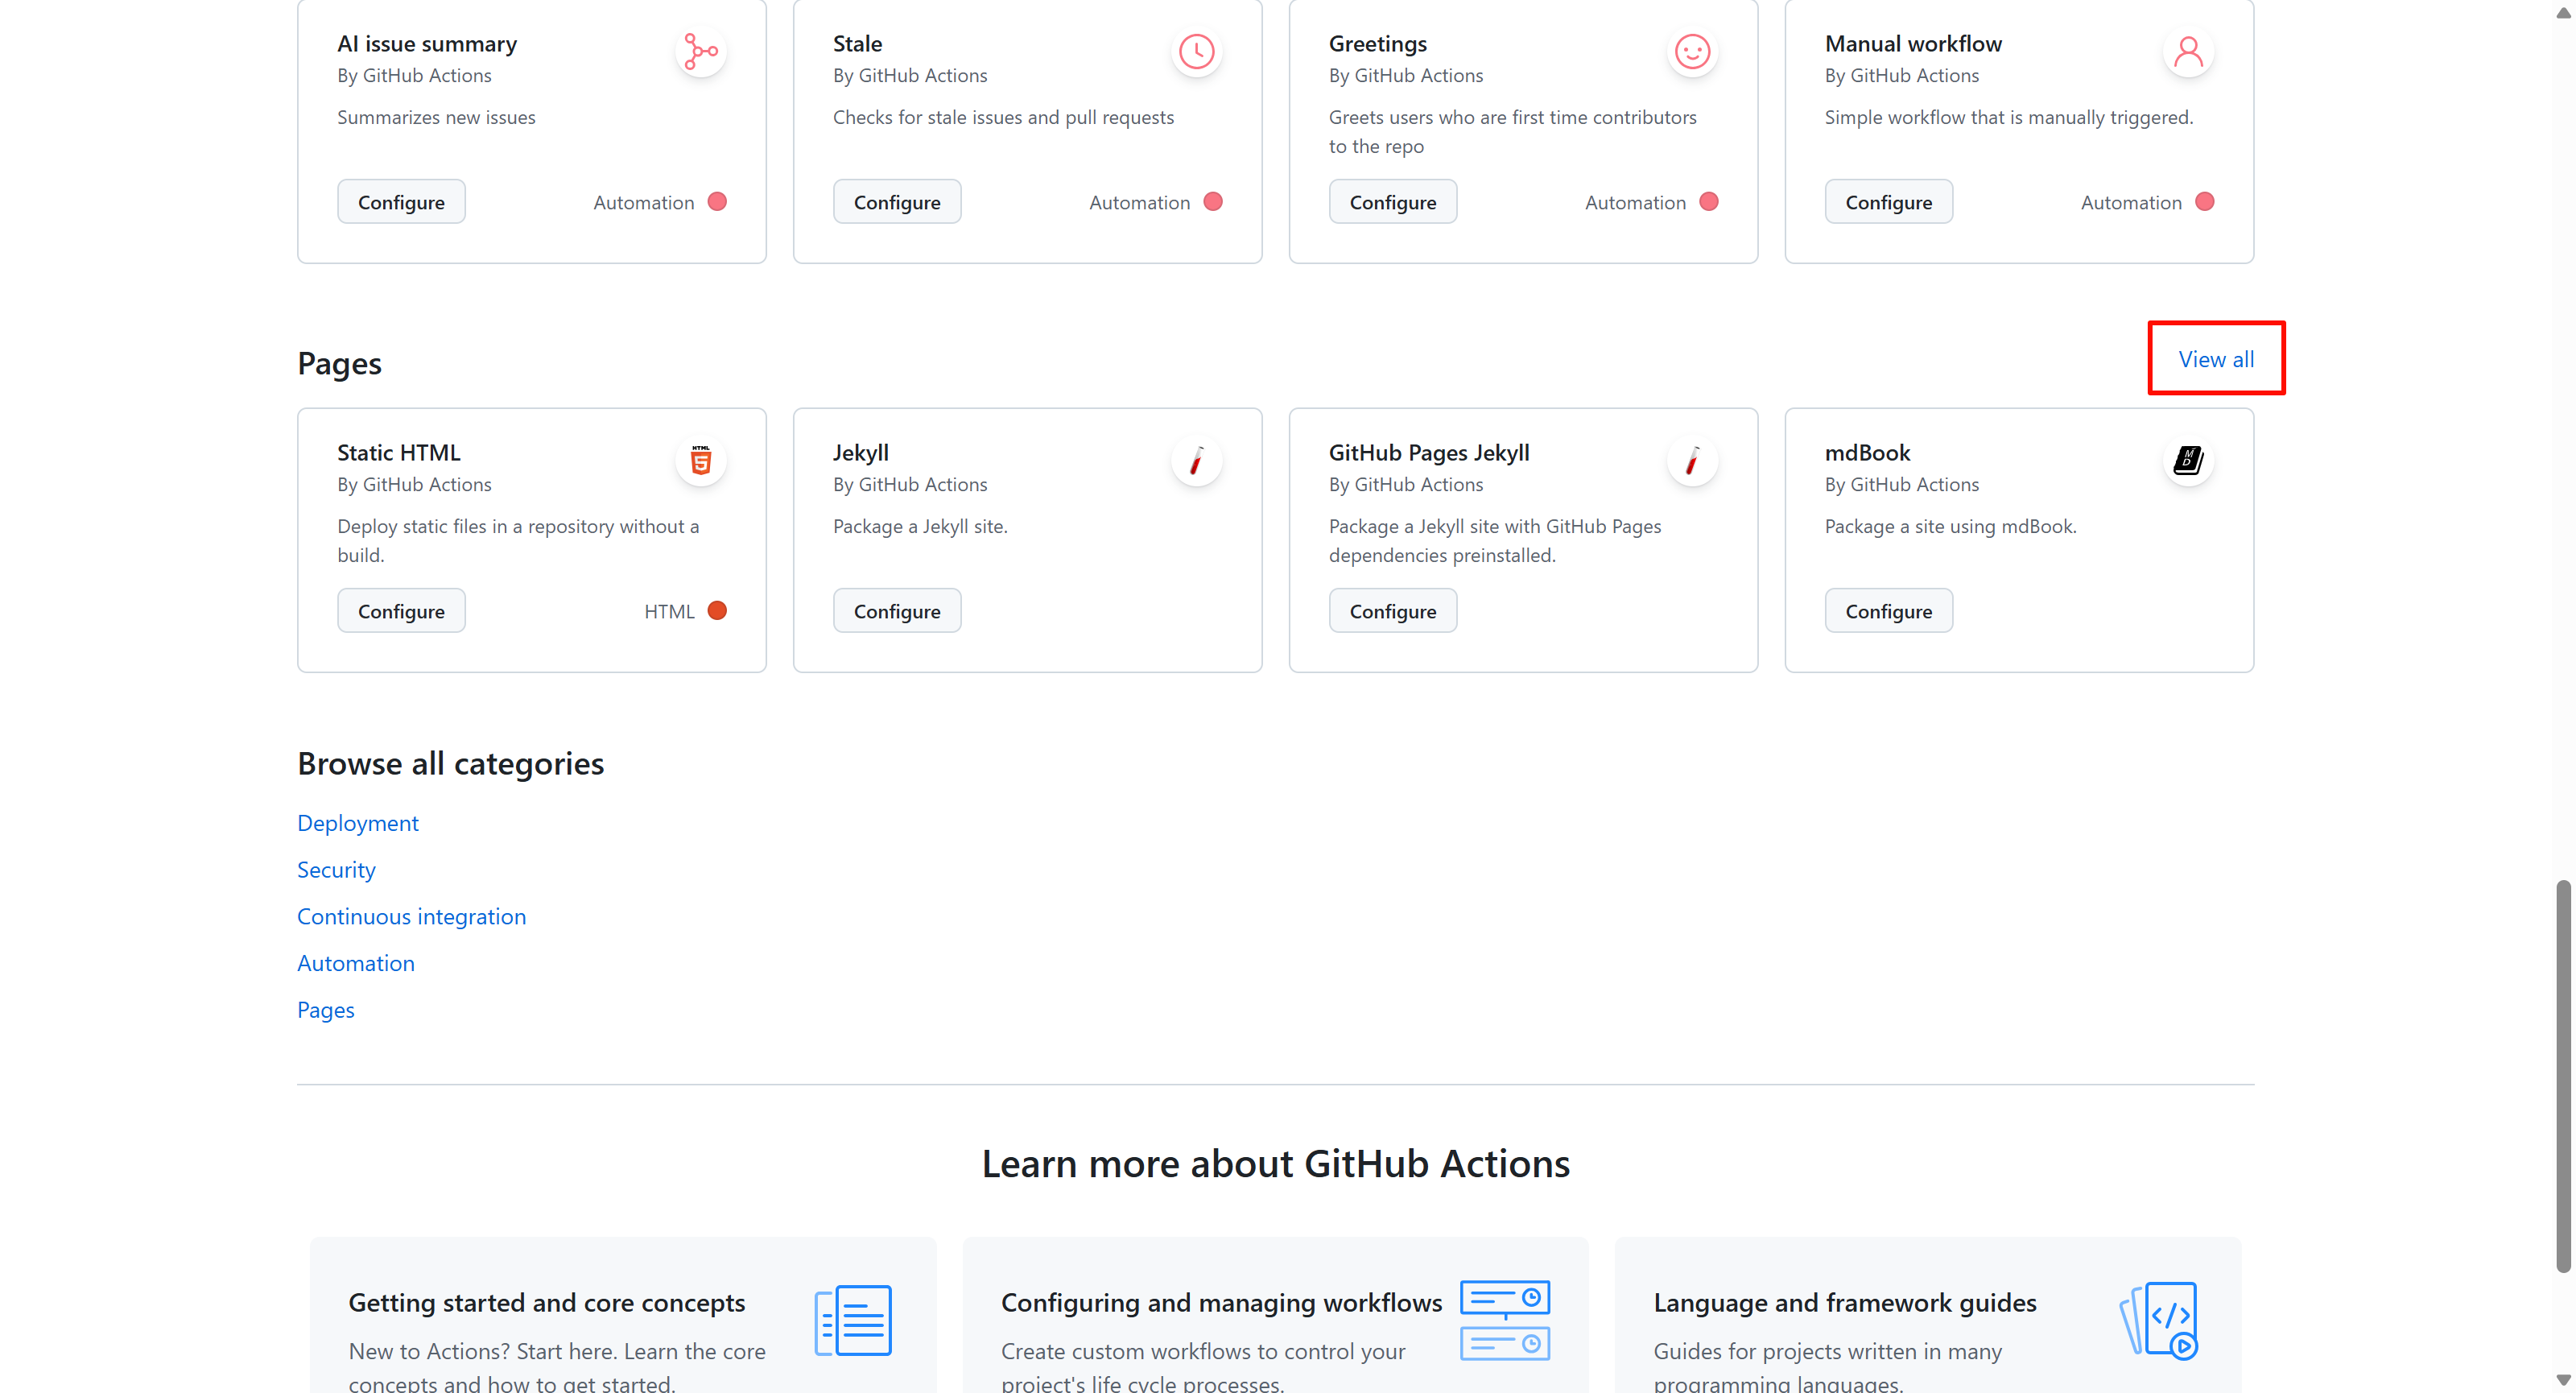 AI issue summary
By GitHub Actions
Summarizes new issues
Configure
Automation
Stale
By GitHub Actions
Checks for stale issues and pull requests
Configure
Automation
Greetings
By GitHub Actions
Greets users who are first time contributors
to the repo
Configure
Automation
Manual workflow
By GitHub Actions
Simple workflow that is manually triggered.
Configure
Automation
Pages
View all
Static HTML
HTML
5
By GitHub Actions
Deploy static files in a repository without a
build.
Configure
HTML
Jekyll
By GitHub Actions
Package a Jekyll site.
Configure
GitHub Pages Jekyll
By GitHub Actions
Package a Jekyll site with GitHub Pages
dependencies preinstalled.
Configure
mdBook
M
D
By GitHub Actions
Package a site using mdBook.
Configure
Browse all categories
Deployment
Security
Continuous integration
Automation
Pages
Learn more about GitHub Actions
Getting started and core concepts
New to Actions? Start here. Learn the core
concepts and how to get started.
Configuring and managing workflows
Create custom workflows to control your
project's life cycle processes.
Language and framework guides
Guides for projects written in many
programming languages.